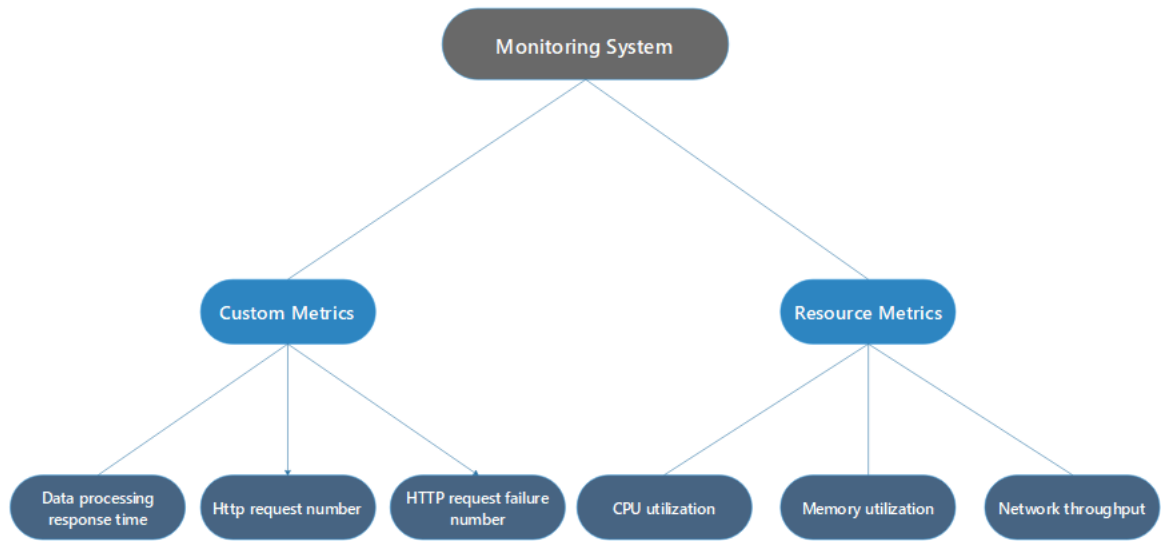 Monitoring System
Custom Metrics
Resource Metrics
Data processing
response time
Http request number
HTTP request failure
number
CPU utilization
Memory utilization
Network throughput